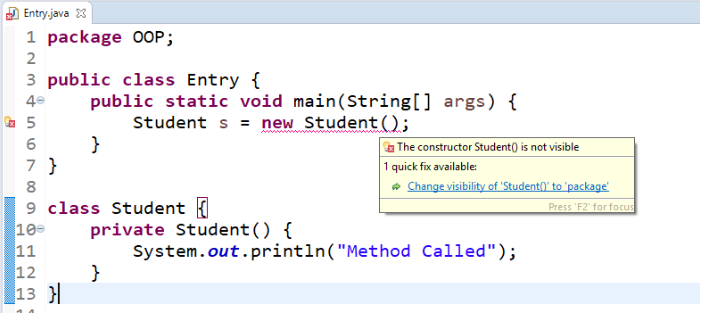 Entry.java
1 package OOP;
2
3 public class Entry {
4 public static void main(String[] args) {
5 Student s = new Student();
6 }
7 }
8
9 class Student {
10 private Student() {
11 System.out.println("Method Called");
12 }
13 }
The constructor Student() is not visible
1 quick fix available:
Change visibility of 'Student()' to 'package'
Press 'F2' for focus